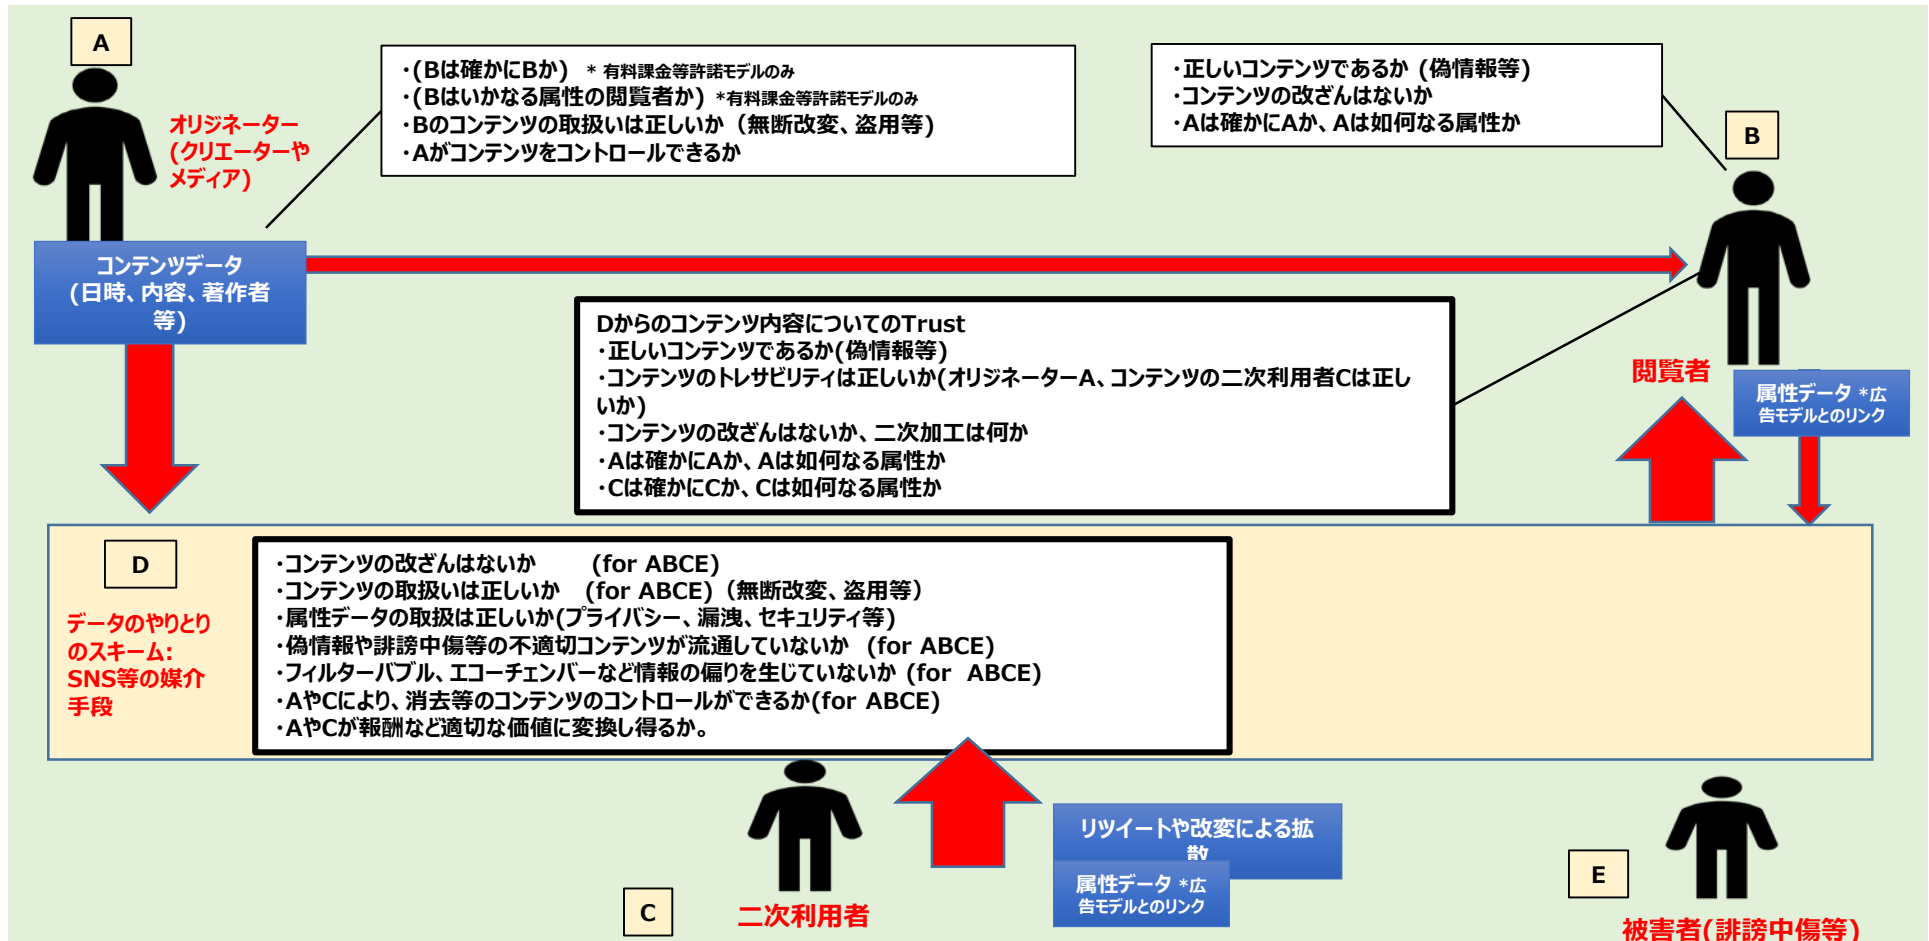 A
オリジネーター
(クリエーターや
メディア)
・(Bは確かにBか) * 有料課金等許諾モデルのみ
・(Bはいかなる属性の閲覧者か) *有料課金等許諾モデルのみ
・Bのコンテンツの取扱いは正しいか（無断改変、盗用等)
・Aがコンテンツをコントロールできるか
・正しいコンテンツであるか (偽情報等)
・コンテンツの改ざんはないか
・Aは確かにAか、Aは如何なる属性か
B
コンテンツデータ
(日時、内容、著作者
等)
Dからのコンテンツ内容についてのTrust
・正しいコンテンツであるか(偽情報等)
・コンテンツのトレサビリティは正しいか(オリジネーターA、コンテンツの二次利用者Cは正し
いか)
・コンテンツの改ざんはないか、二次加工は何か
・Aは確かにAか、Aは如何なる属性か
・Cは確かにCか、Cは如何なる属性か
閲覧者
属性データ *広
告モデルとのリンク
D
データのやりとり
のスキーム:
SNS等の媒介
手段
・コンテンツの改ざんはないか (for ABCE)
・コンテンツの取扱いは正しいか (for ABCE)（無断改変、盗用等）
・属性データの取扱は正しいか(プライバシー、漏洩、セキュリティ等)
・偽情報や誹謗中傷等の不適切コンテンツが流通していないか (for ABCE)
・フィルターバブル、エコーチェンバーなど情報の偏りを生じていないか (for ABCE)
・AやCにより、消去等のコンテンツのコントロールができるか(for ABCE)
・AやCが報酬など適切な価値に変換し得るか。
リツイートや改変による拡
散
属性データ *広
告モデルとのリンク
C
二次利用者
E
被害者(誹謗中傷等)